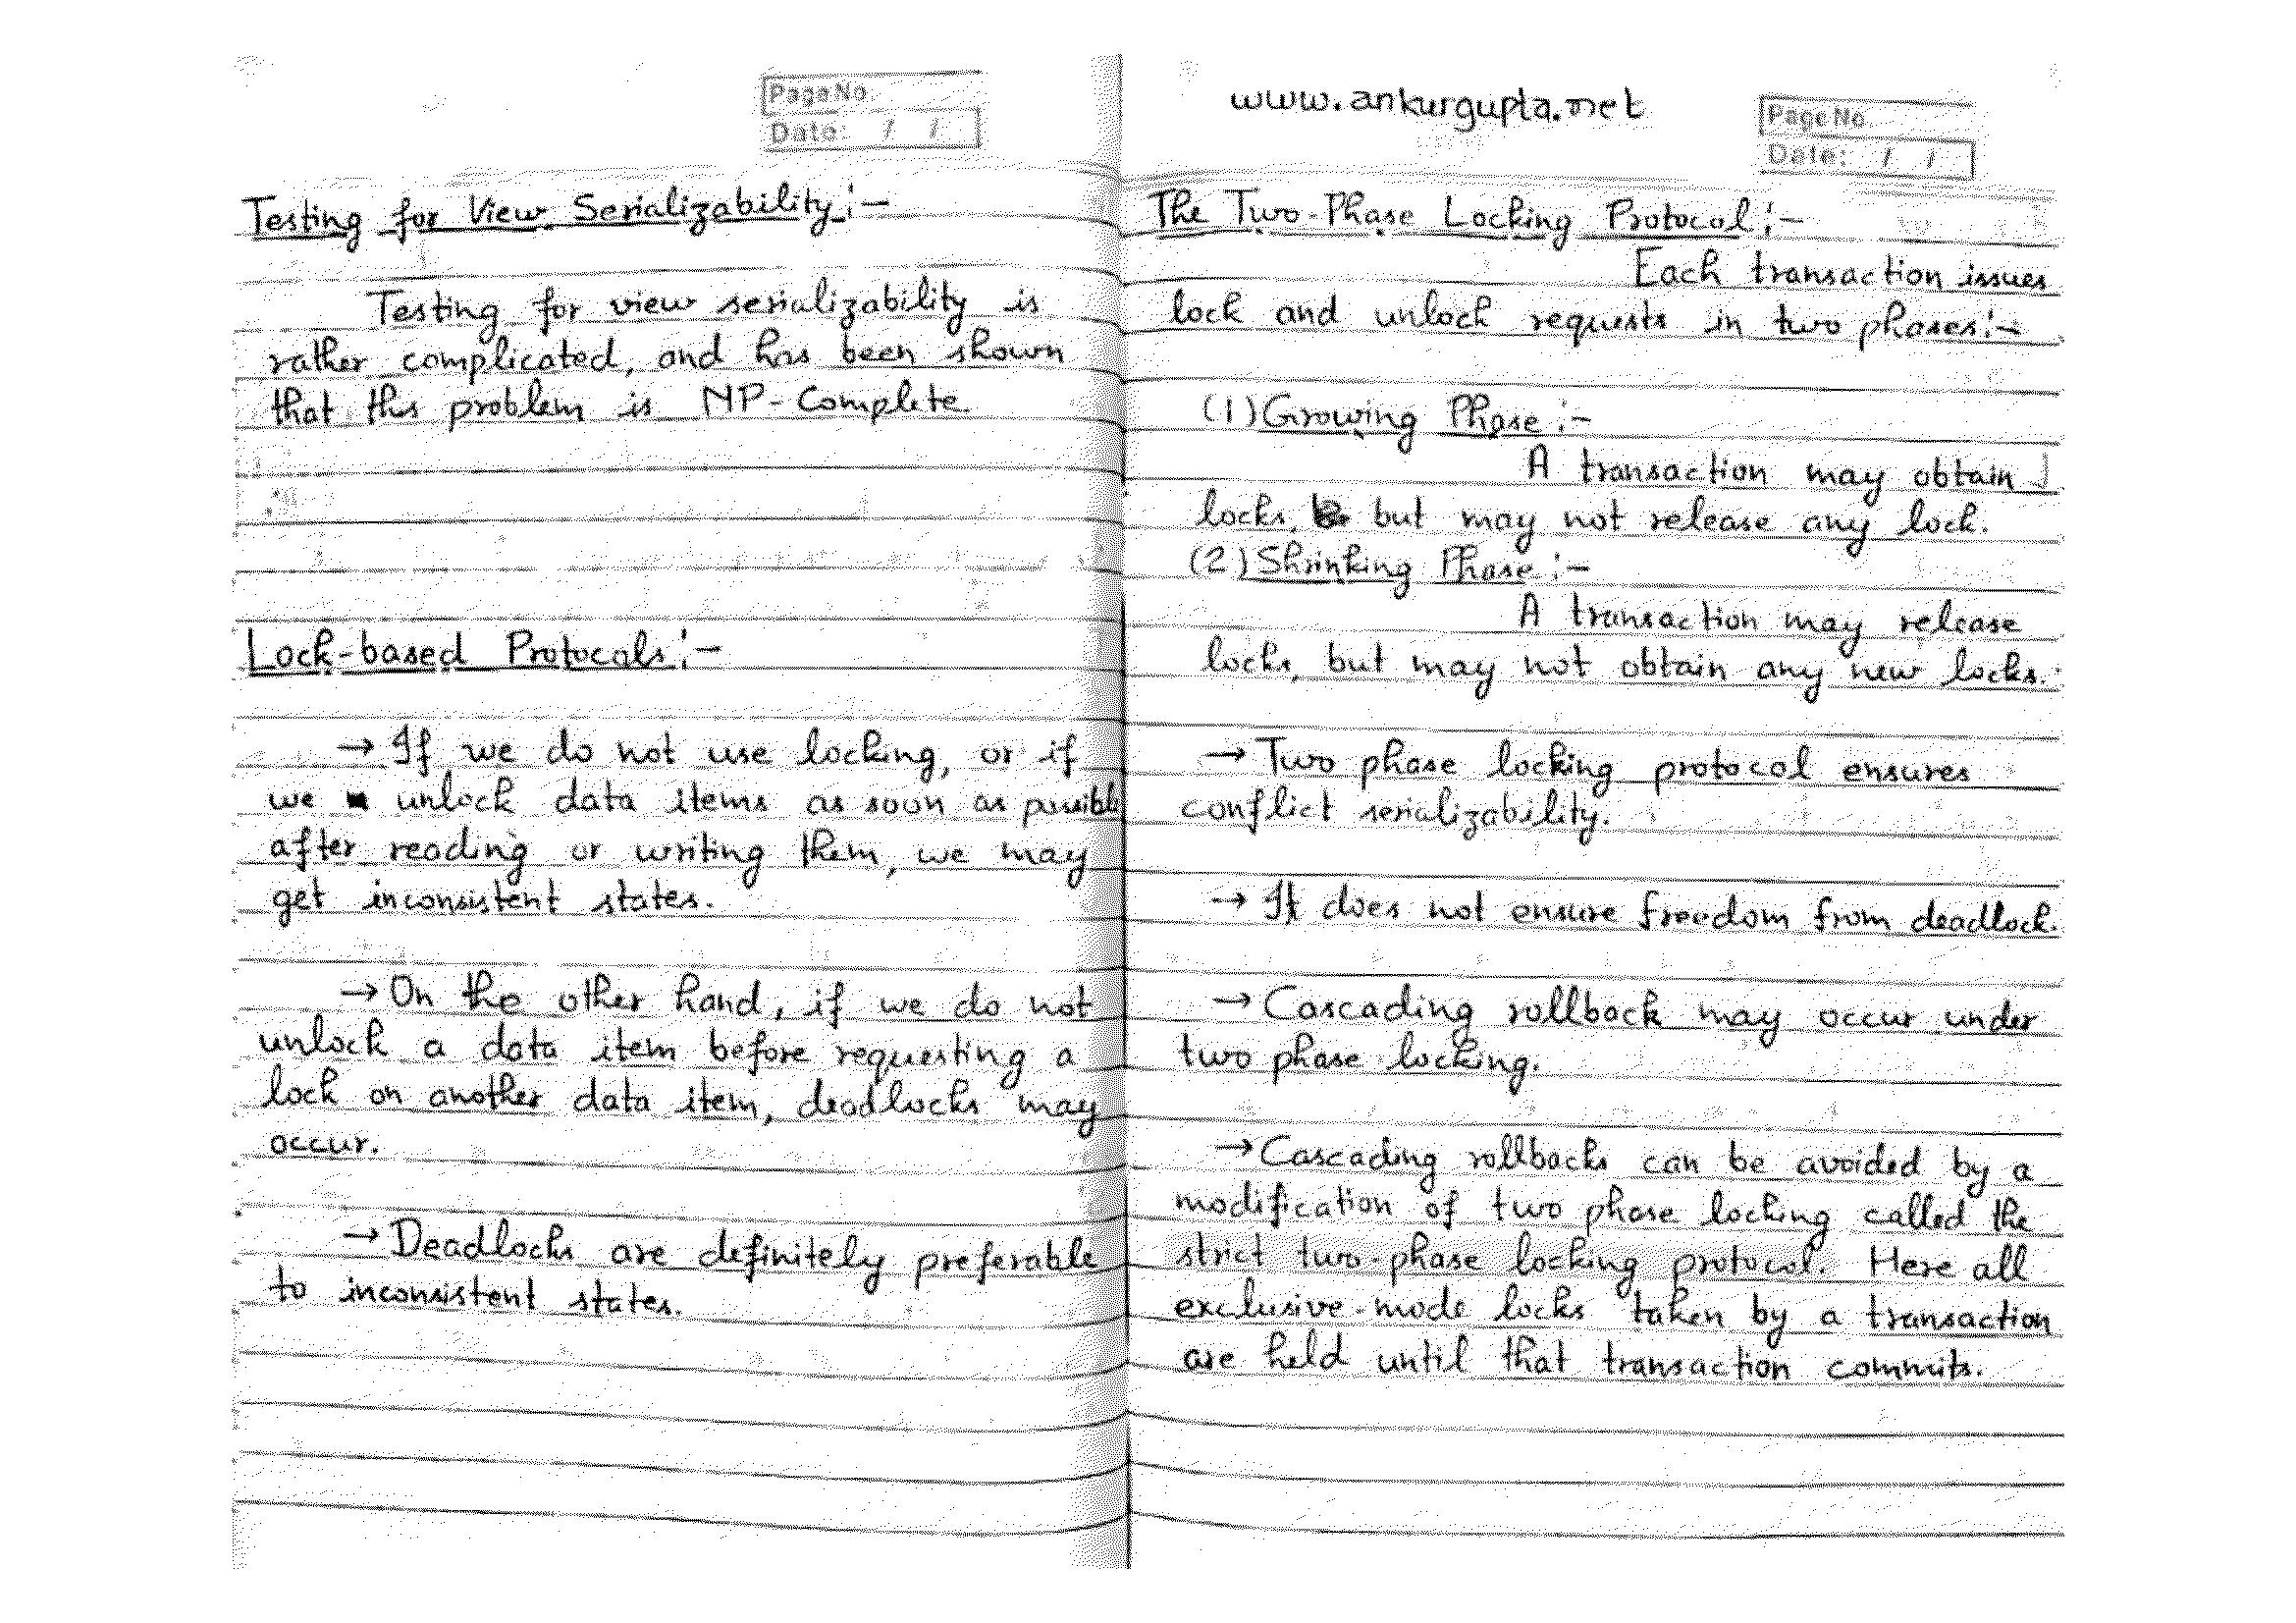 Page No.
Date: / /
Testing for View Serializability:-
Testing for view serializability is
rather complicated, and has been shown
that this problem is NP-Complete.
Lock-based Protocols:-
→ If we do not use locking, or if
we unlock data items as soon as possible
after reading or writing them, we may
get inconsistent states.
→ On the other hand, if we do not
unlock a data item before requesting a
lock on another data item, deadlocks may
occur.
→ Deadlocks are definitely preferable
to inconsistent states.
www.ankurgupta.net
Page No.
Date: / /
The Two-Phase Locking Protocol:-
Each transaction issues
lock and unlock requests in two phases:-
(1) Growing Phase:-
A transaction may obtain
locks, but may not release any lock.
(2) Shrinking Phase:-
A transaction may release
locks, but may not obtain any new locks.
→ Two phase locking protocol ensures
conflict serializability.
→ It does not ensure freedom from deadlock.
→ Cascading rollback may occur under
two phase locking.
→ Cascading rollbacks can be avoided by a
modification of two phase locking called the
strict two-phase locking protocol. Here all
exclusive-mode locks taken by a transaction
are held until that transaction commits.